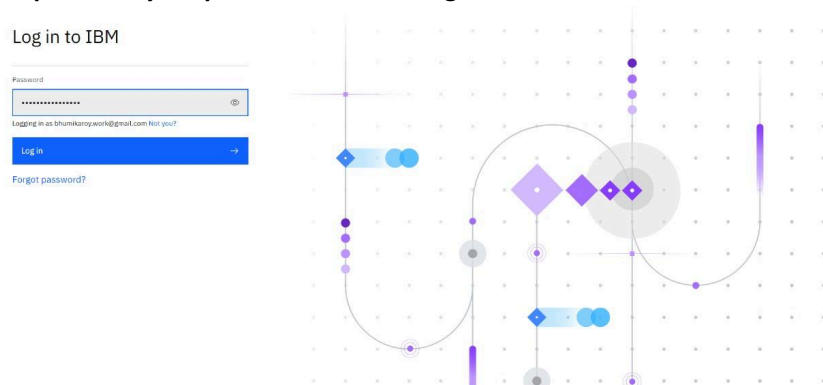 Log in to IBM
Password
••••••••••••••••
Logging in as bhumikaroy.work@gmail.com Not you?
Log in →
Forgot password?